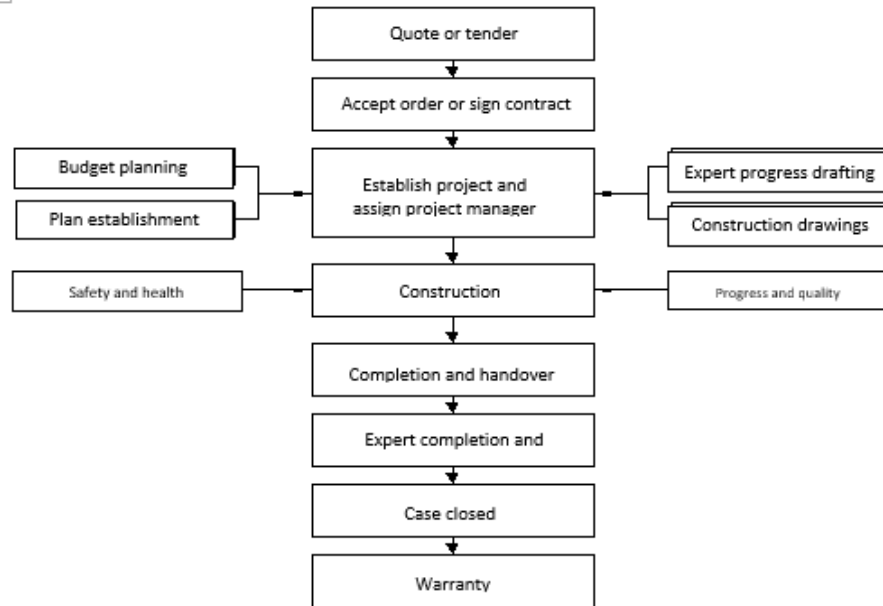 Quote or tender
Accept order or sign contract
Budget planning
Plan establishment
Establish project and
assign project manager
Expert progress drafting
Construction drawings
Safety and health
Construction
Progress and quality
Completion and handover
Expert completion and
Case closed
Warranty